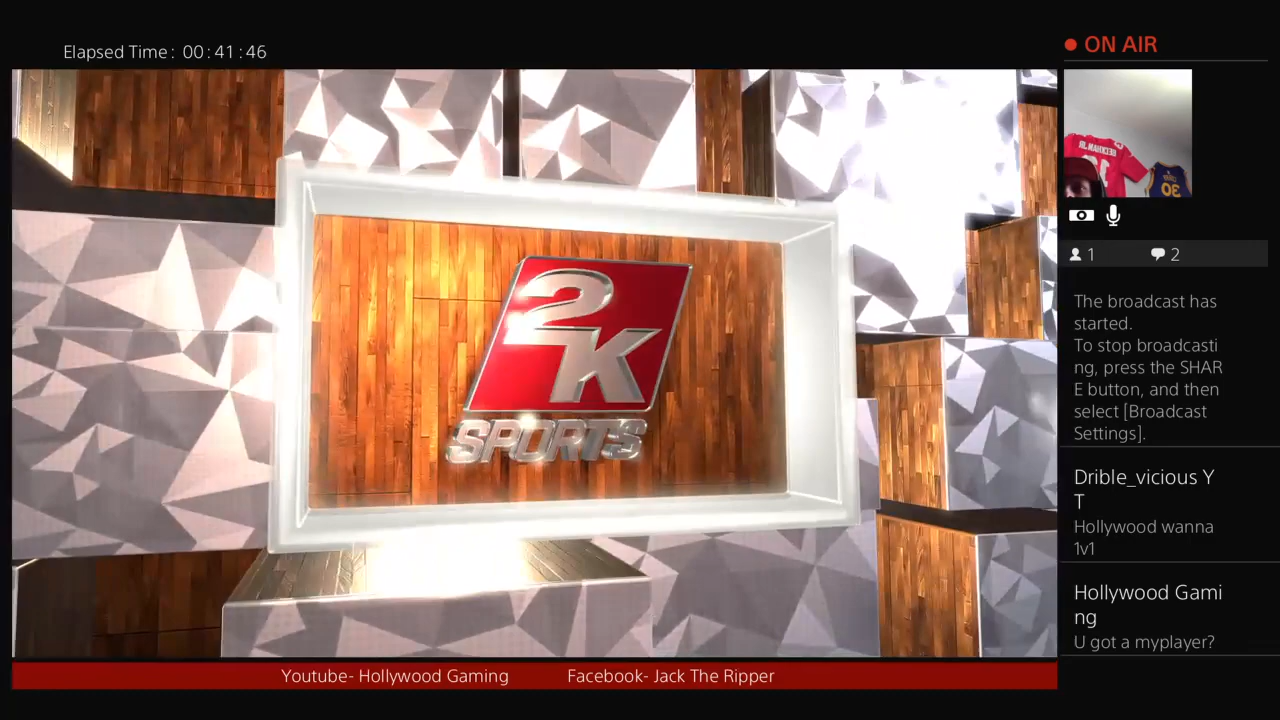 Elapsed Time: 00:41:46
ON AIR
1
2
2K
SPORTS
The broadcast has
started.
To stop broadcasti
ng, press the SHAR
E button, and then
select [Broadcast
Settings].
Drible_vicious Y
T
Hollywood wanna
1v1
Hollywood Gami
ng
U got a myplayer?
Youtube- Hollywood Gaming
Facebook- Jack The Ripper